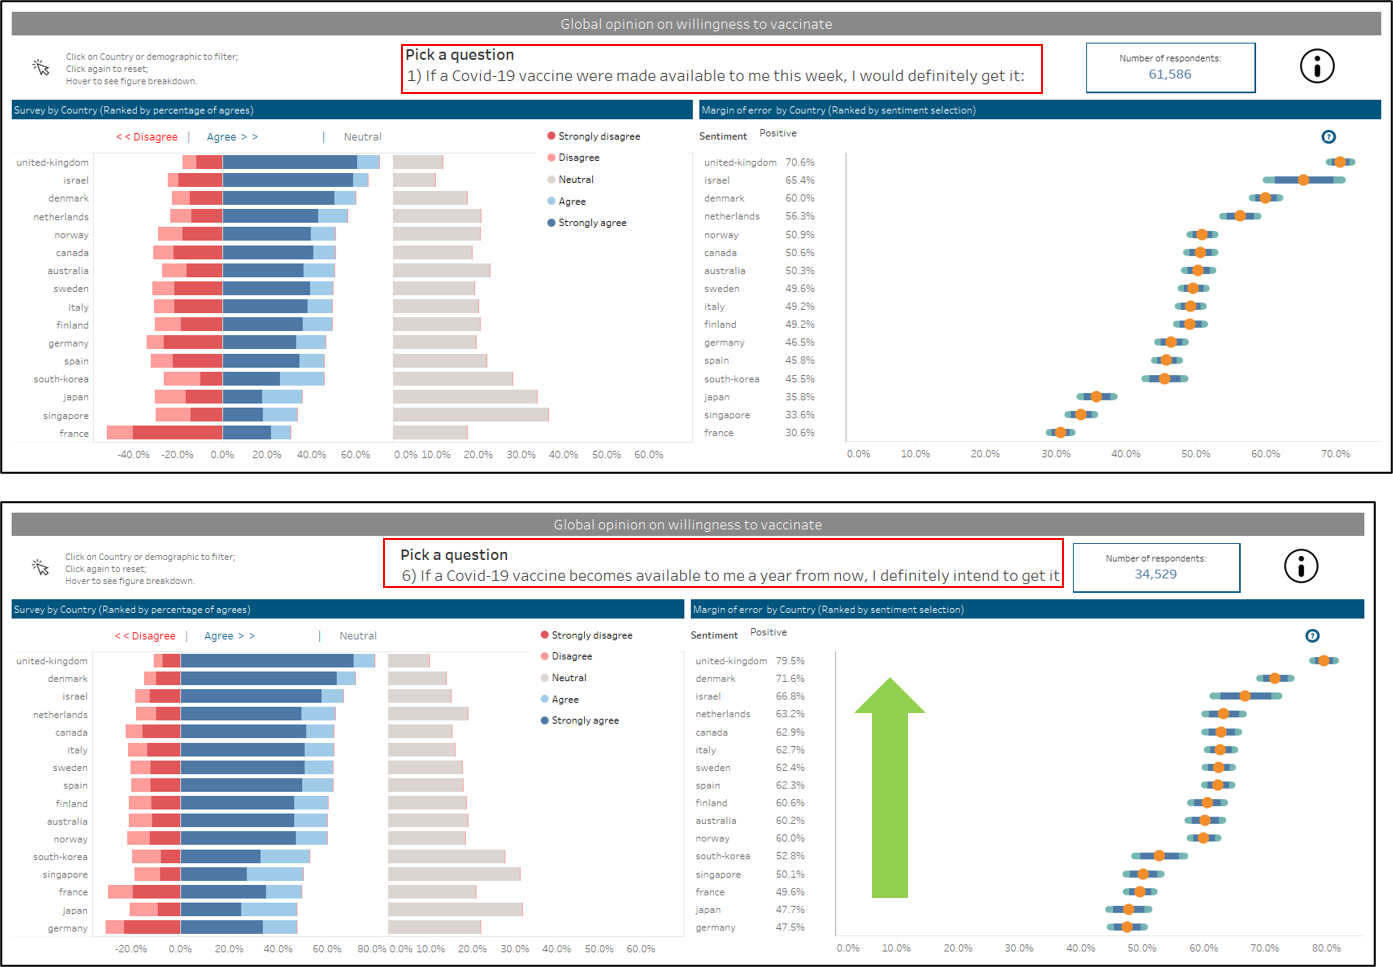 Global opinion on willingness to vaccinate
Click on Country or demographic to filter;
Click again to reset;
Hover to see figure breakdown.
Pick a question
1) If a Covid-19 vaccine were made available to me this week, I would definitely get it:
Number of respondents:
61,586
Survey by Country (Ranked by percentage of agrees)
<< Disagree | Agree >> | Neutral
Strongly disagree
Disagree
Neutral
Agree
Strongly agree
united-kingdom
israel
denmark
netherlands
norway
canada
australia
sweden
italy
finland
germany
spain
south-korea
japan
singapore
france
-40.0% -20.0% 0.0% 20.0% 40.0% 60.0% 0.0% 10.0% 20.0% 30.0% 40.0% 50.0% 60.0%
Margin of error by Country (Ranked by sentiment selection)
Sentiment Positive
?
united-kingdom 70.6%
israel 65.4%
denmark 60.0%
netherlands 56.3%
norway 50.9%
canada 50.6%
australia 50.3%
sweden 49.6%
italy 49.2%
finland 49.2%
germany 46.5%
spain 45.8%
south-korea 45.5%
japan 35.8%
singapore 33.6%
france 30.6%
0.0% 10.0% 20.0% 30.0% 40.0% 50.0% 60.0% 70.0%
Global opinion on willingness to vaccinate
Click on Country or demographic to filter;
Click again to reset;
Hover to see figure breakdown.
Pick a question
6) If a Covid-19 vaccine becomes available to me a year from now, I definitely intend to get it
Number of respondents:
34,529
Survey by Country (Ranked by percentage of agrees)
<< Disagree | Agree >> | Neutral
Strongly disagree
Disagree
Neutral
Agree
Strongly agree
united-kingdom
denmark
israel
netherlands
canada
italy
sweden
spain
finland
australia
norway
south-korea
singapore
france
japan
germany
-20.0% 0.0% 20.0% 40.0% 60.0% 80.0% 0.0% 10.0% 20.0% 30.0% 40.0% 50.0% 60.0%
Margin of error by Country (Ranked by sentiment selection)
Sentiment Positive
?
united-kingdom 79.5%
denmark 71.6%
israel 66.8%
netherlands 63.2%
canada 62.9%
italy 62.7%
sweden 62.4%
spain 62.3%
finland 60.6%
australia 60.2%
norway 60.0%
south-korea 52.8%
singapore 50.1%
france 49.6%
japan 47.7%
germany 47.5%
0.0% 10.0% 20.0% 30.0% 40.0% 50.0% 60.0% 70.0% 80.0%